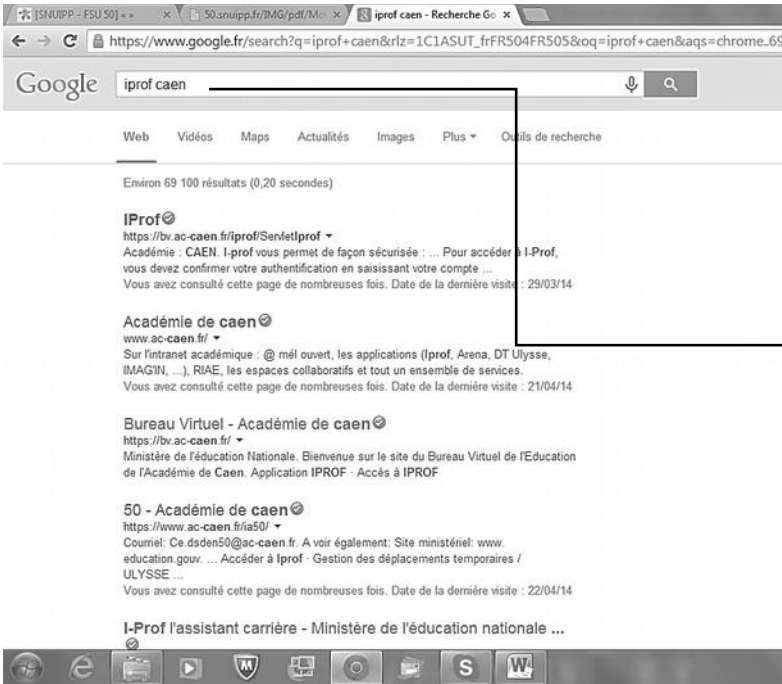 [SNUIPP - FSU 50] « »
50.snuipp.fr/IMG/pdf/Mo
iprof caen - Recherche Go
https://www.google.fr/search?q=iprof+caen&rlz=1C1ASUT_frFR504FR505&oq=iprof+caen&aqs=chrome..69
Google
iprof caen
Web Vidéos Maps Actualités Images Plus Outils de recherche
Environ 69 100 résultats (0,20 secondes)
IProf
https://bv.ac-caen.fr/iprof/ServletIprof
Académie : CAEN. I-prof vous permet de façon sécurisée : ... Pour accéder à I-Prof,
vous devez confirmer votre authentification en saisissant votre compte ...
Vous avez consulté cette page de nombreuses fois. Date de la dernière visite : 29/03/14
Académie de caen
www.ac-caen.fr/
Sur l'intranet académique : @ mél ouvert, les applications (Iprof, Arena, DT Ulysse,
IMAG'IN, ...), RIAE, les espaces collaboratifs et tout un ensemble de services.
Vous avez consulté cette page de nombreuses fois. Date de la dernière visite : 21/04/14
Bureau Virtuel - Académie de caen
https://bv.ac-caen.fr/
Ministère de l'éducation Nationale. Bienvenue sur le site du Bureau Virtuel de l'Education
de l'Académie de Caen. Application IPROF · Accès à IPROF
50 - Académie de caen
https://www.ac-caen.fr/ia50/
Courriel: Ce.dsden50@ac-caen.fr. A voir également: Site ministériel: www.
education.gouv. ... Accéder à Iprof · Gestion des déplacements temporaires /
ULYSSE ...
Vous avez consulté cette page de nombreuses fois. Date de la dernière visite : 22/04/14
I-Prof l'assistant carrière - Ministère de l'éducation nationale ...